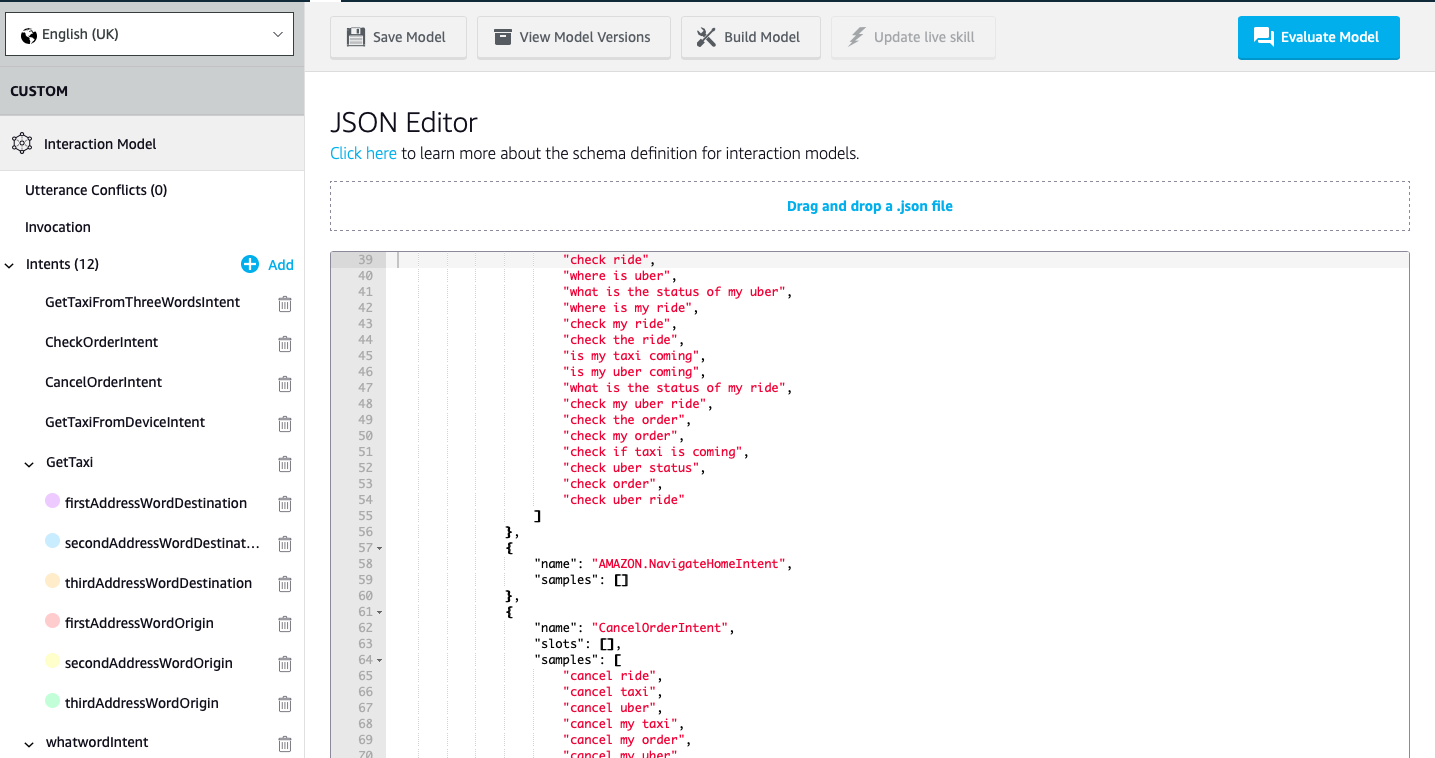 English (UK)
Save Model
View Model Versions
Build Model
Update live skill
Evaluate Model
CUSTOM
Interaction Model
Utterance Conflicts (0)
Invocation
Intents (12)
Add
GetTaxiFromThreeWordsIntent
CheckOrderIntent
CancelOrderIntent
GetTaxiFromDeviceIntent
GetTaxi
firstAddressWordDestination
secondAddressWordDestinat...
thirdAddressWordDestination
firstAddressWordOrigin
secondAddressWordOrigin
thirdAddressWordOrigin
whatwordIntent
JSON Editor
Click here to learn more about the schema definition for interaction models.
Drag and drop a .json file
39 "check ride",
40 "where is uber",
41 "what is the status of my uber",
42 "where is my ride",
43 "check my ride",
44 "check the ride",
45 "is my taxi coming",
46 "is my uber coming",
47 "what is the status of my ride",
48 "check my uber ride",
49 "check the order",
50 "check my order",
51 "check if taxi is coming",
52 "check uber status",
53 "check order",
54 "check uber ride"
55 ]
56 },
57 {
58 "name": "AMAZON.NavigateHomeIntent",
59 "samples": []
60 },
61 {
62 "name": "CancelOrderIntent",
63 "slots": [],
64 "samples": [
65 "cancel ride",
66 "cancel taxi",
67 "cancel uber",
68 "cancel my taxi",
69 "cancel my order",
70 "cancel my uber"